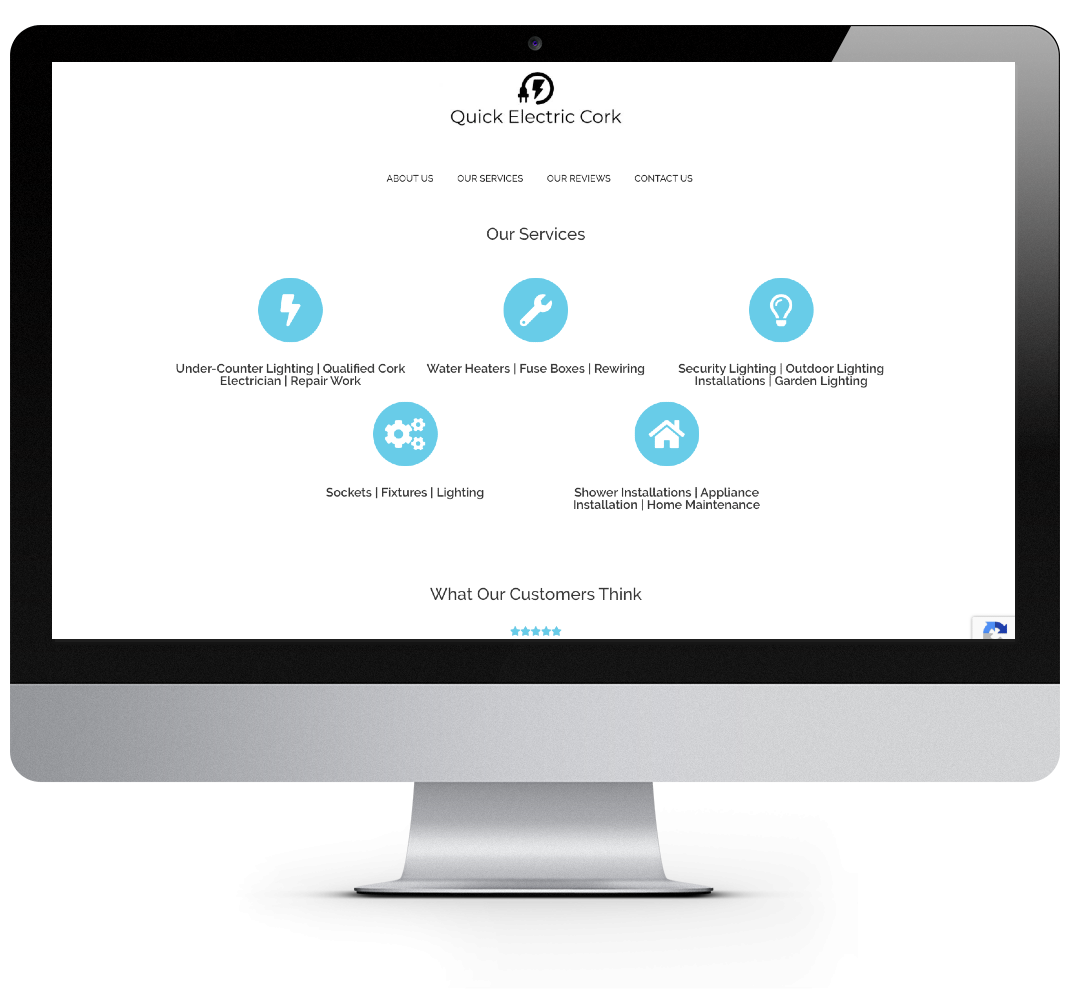 Quick Electric Cork
ABOUT US OUR SERVICES OUR REVIEWS CONTACT US
Our Services
Under-Counter Lighting | Qualified Cork
Electrician | Repair Work
Water Heaters | Fuse Boxes | Rewiring
Security Lighting | Outdoor Lighting
Installations | Garden Lighting
Sockets | Fixtures | Lighting
Shower Installations | Appliance
Installation | Home Maintenance
What Our Customers Think